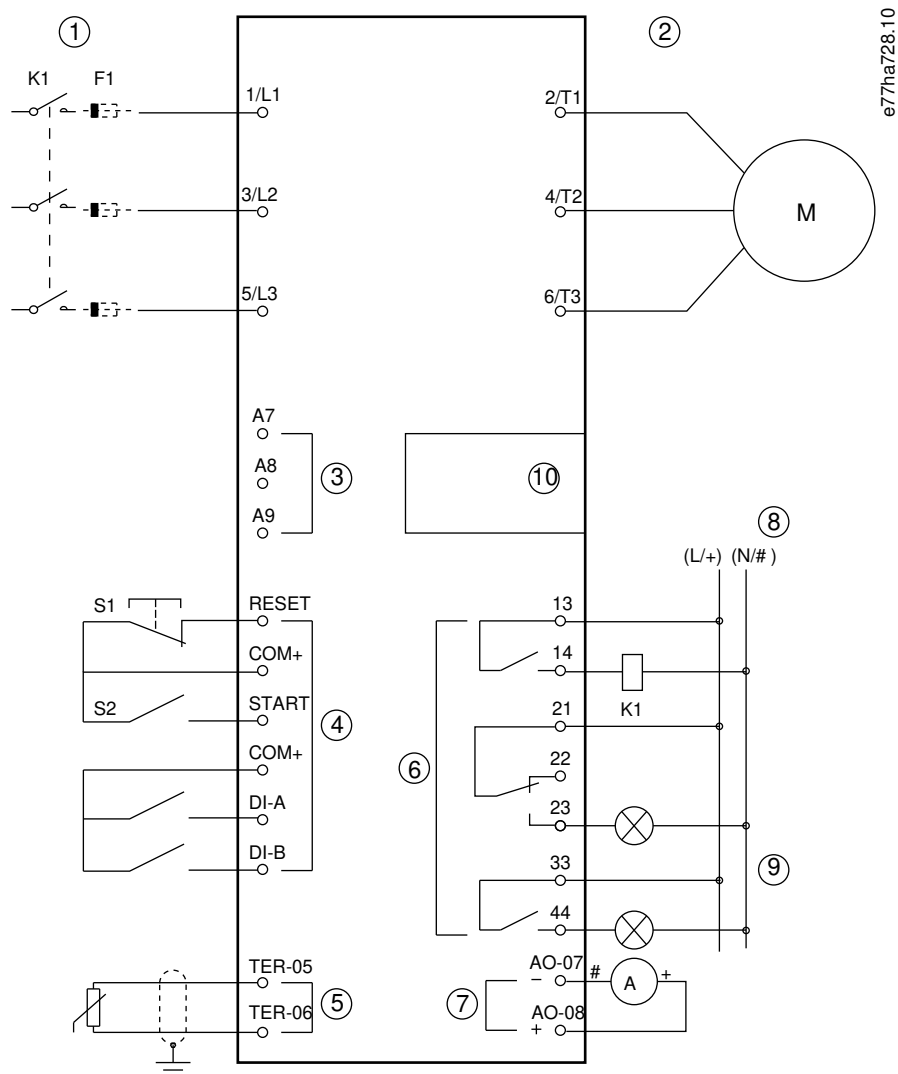 1
2
e77ha728.10
K1 F1
1/L1
2/T1
3/L2
4/T2
M
5/L3
6/T3
A7
A8
3
10
A9
8
(L/+) (N/# )
S1
RESET
13
COM+
14
S2
START
K1
21
4
COM+
22
6
DI-A
23
DI-B
33
9
44
TER-05
AO-07
# A +
−
5
7
TER-06
AO-08
+